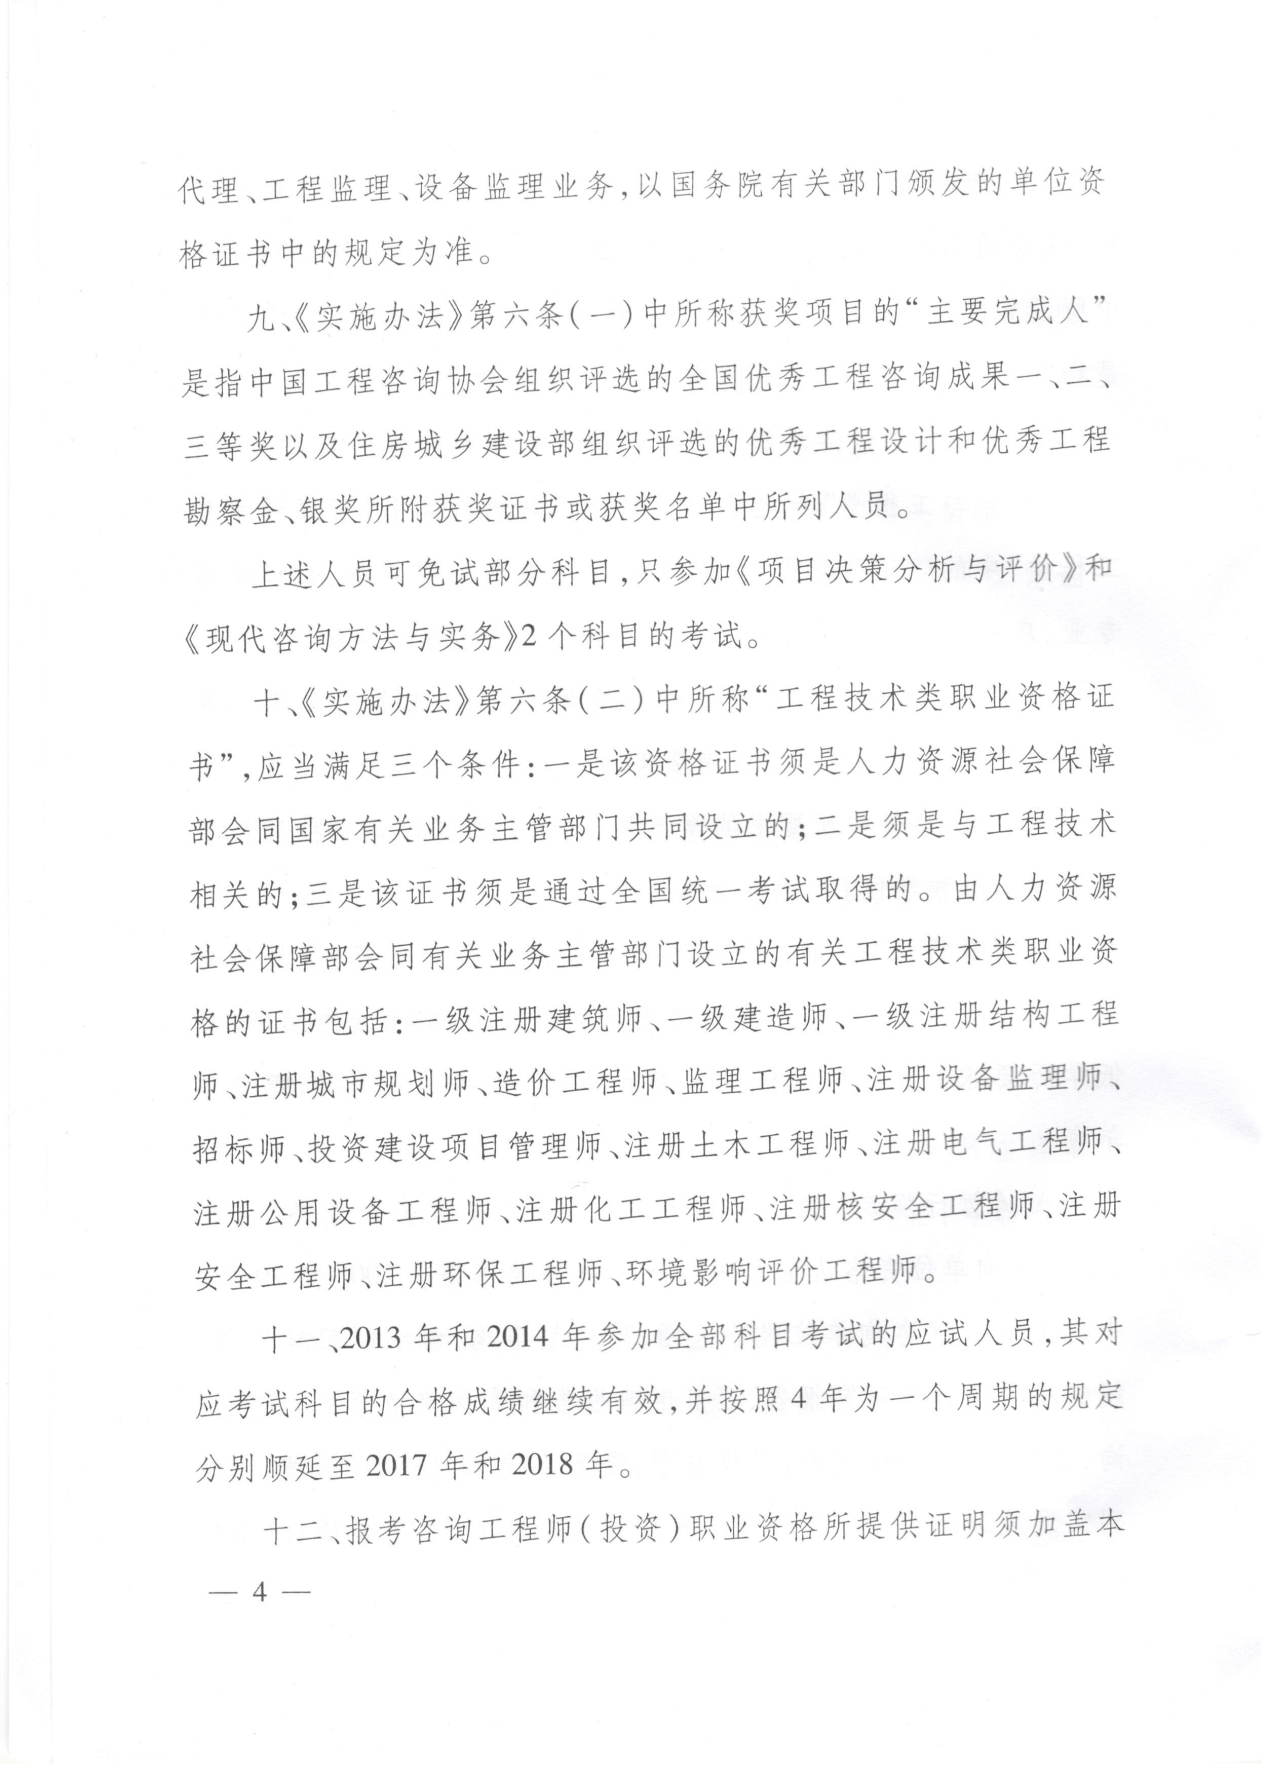 代理、工程监理、设备监理业务,以国务院有关部门颁发的单位资
格证书中的规定为准。
九、《实施办法》第六条(一)中所称获奖项目的“主要完成人”
是指中国工程咨询协会组织评选的全国优秀工程咨询成果一、二、
三等奖以及住房城乡建设部组织评选的优秀工程设计和优秀工程
勘察金、银奖所附获奖证书或获奖名单中所列人员。
上述人员可免试部分科目,只参加《项目决策分析与评价》和
《现代咨询方法与实务》2个科目的考试。
十、《实施办法》第六条(二)中所称“工程技术类职业资格证
书”,应当满足三个条件:一是该资格证书须是人力资源社会保障
部会同国家有关业务主管部门共同设立的;二是须是与工程技术
相关的;三是该证书须是通过全国统一考试取得的。由人力资源
社会保障部会同有关业务主管部门设立的有关工程技术类职业资
格的证书包括:一级注册建筑师、一级建造师、一级注册结构工程
师、注册城市规划师、造价工程师、监理工程师、注册设备监理师、
招标师、投资建设项目管理师、注册土木工程师、注册电气工程师、
注册公用设备工程师、注册化工工程师、注册核安全工程师、注册
安全工程师、注册环保工程师、环境影响评价工程师。
十一、2013年和2014年参加全部科目考试的应试人员,其对
应考试科目的合格成绩继续有效,并按照4年为一个周期的规定
分别顺延至2017年和2018年。
十二、报考咨询工程师(投资)职业资格所提供证明须加盖本
— 4 —